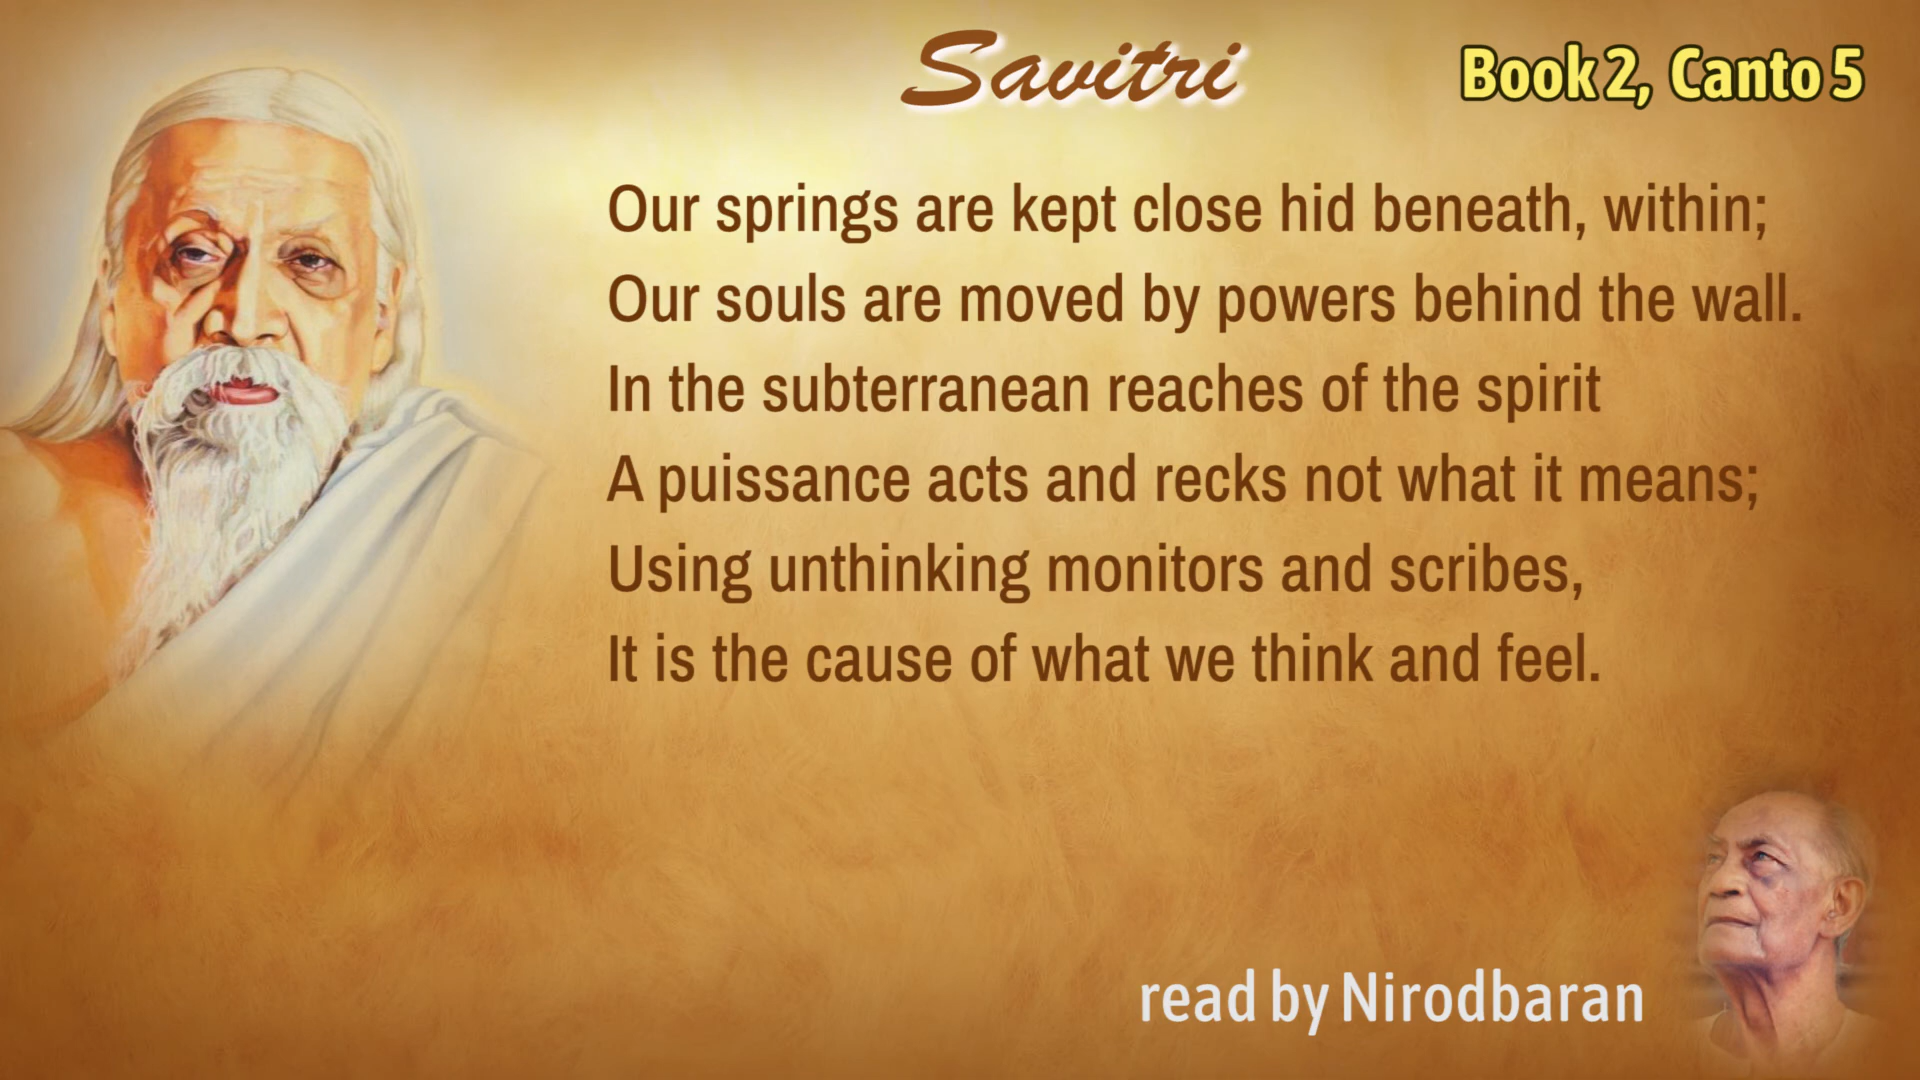 Savitri
Book 2, Canto 5
Our springs are kept close hid beneath, within;
Our souls are moved by powers behind the wall.
In the subterranean reaches of the spirit
A puissance acts and recks not what it means;
Using unthinking monitors and scribes,
It is the cause of what we think and feel.
read by Nirodbaran